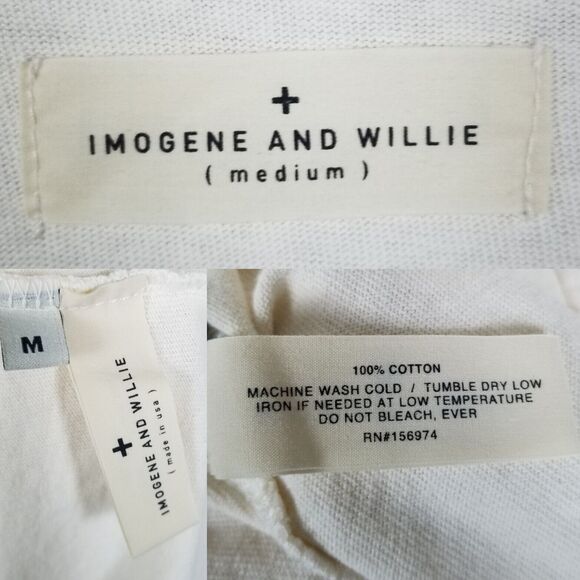 +
IMOGENE AND WILLIE
( medium )
M
+
IMOGENE AND WILLIE
( made in usa )
100% COTTON
MACHINE WASH COLD / TUMBLE DRY LOW
IRON IF NEEDED AT LOW TEMPERATURE
DO NOT BLEACH, EVER
RN#156974